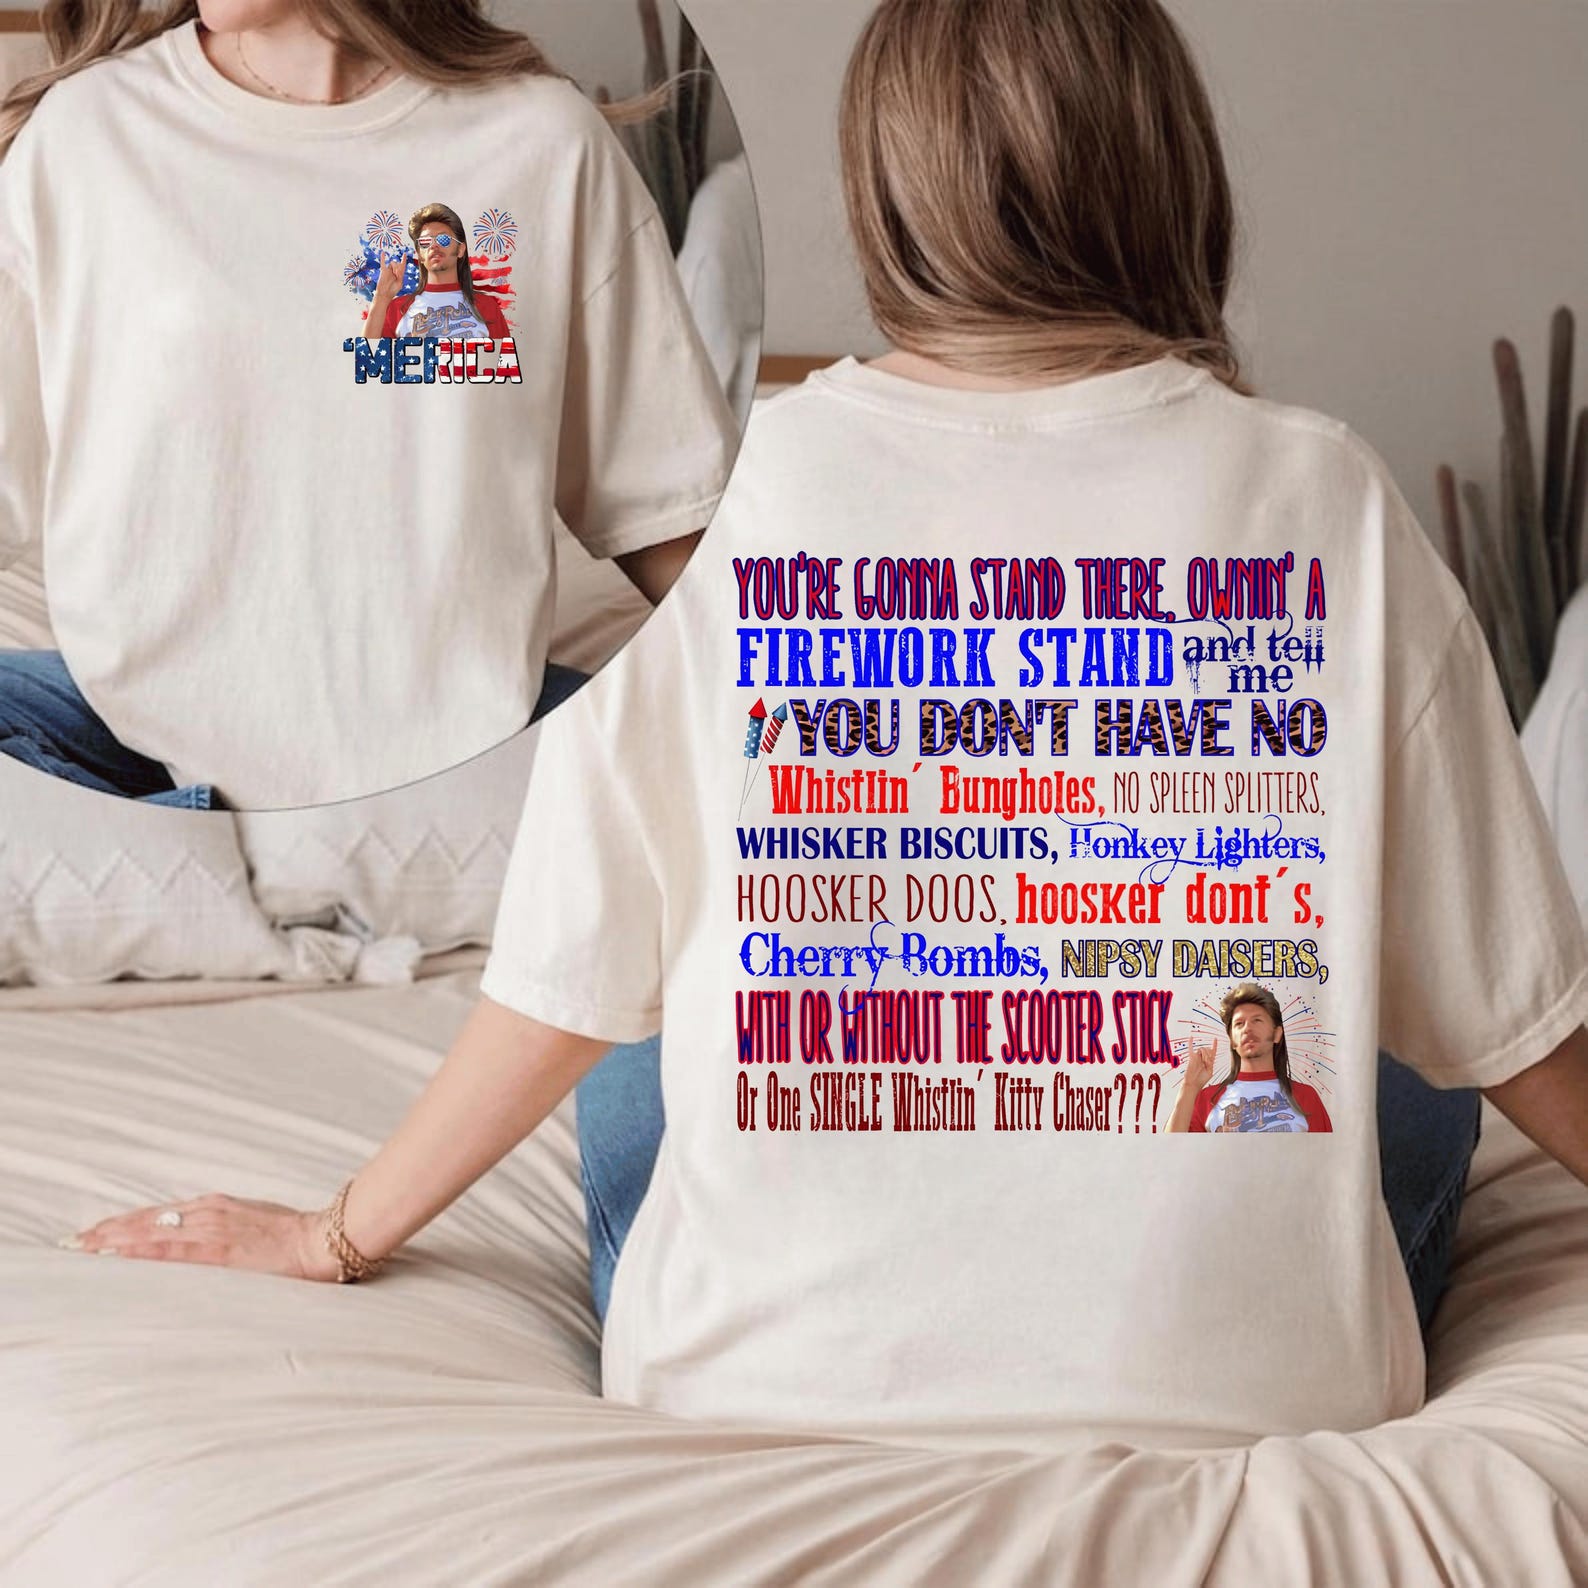 'MERICA
YOU'RE GONNA STAND THERE, OWNIN' A
FIREWORK STAND and tell
me
YOU DON'T HAVE NO
Whistlin´ Bungholes, NO SPLEEN SPLITTERS,
WHISKER BISCUITS, Honkey Lighters,
HOOSKER DOOS, hoosker dont´s,
Cherry Bombs, NIPSY DAISERS,
WITH OR WITHOUT THE SCOOTER STICK,
Or One SINGLE Whistlin´ Kitty Chaser???